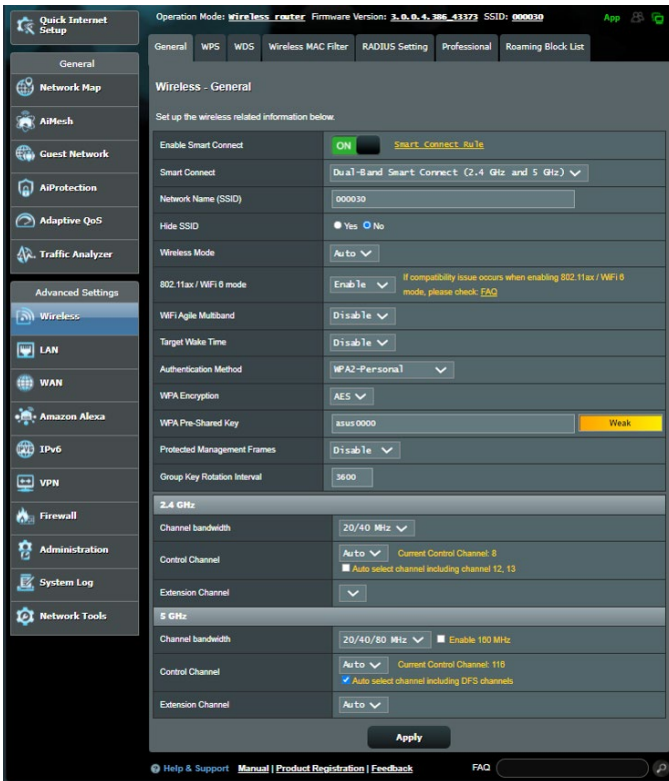 Quick Internet
Setup
General
Network Map
AiMesh
Guest Network
AiProtection
Adaptive QoS
Traffic Analyzer
Advanced Settings
Wireless
LAN
WAN
Amazon Alexa
IPv6
VPN
Firewall
Administration
System Log
Network Tools
Operation Mode: Wireless router Firmware Version: 3.0.0.4.386_43373 SSID: 000030 App
General WPS WDS Wireless MAC Filter RADIUS Setting Professional Roaming Block List
Wireless - General
Set up the wireless related information below.
Enable Smart Connect ON Smart Connect Rule
Smart Connect Dual-Band Smart Connect (2.4 GHz and 5 GHz)
Network Name (SSID) 000030
Hide SSID Yes No
Wireless Mode Auto
802.11ax / WiFi 6 mode Enable If compatibility issue occurs when enabling 802.11ax / WiFi 6
mode, please check: FAQ
WiFi Agile Multiband Disable
Target Wake Time Disable
Authentication Method WPA2-Personal
WPA Encryption AES
WPA Pre-Shared Key asus0000 Weak
Protected Management Frames Disable
Group Key Rotation Interval 3600
2.4 GHz
Channel bandwidth 20/40 MHz
Control Channel Auto Current Control Channel: 8
Auto select channel including channel 12, 13
Extension Channel
5 GHz
Channel bandwidth 20/40/80 MHz Enable 160 MHz
Control Channel Auto Current Control Channel: 116
Auto select channel including DFS channels
Extension Channel Auto
Apply
Help & Support Manual | Product Registration | Feedback FAQ